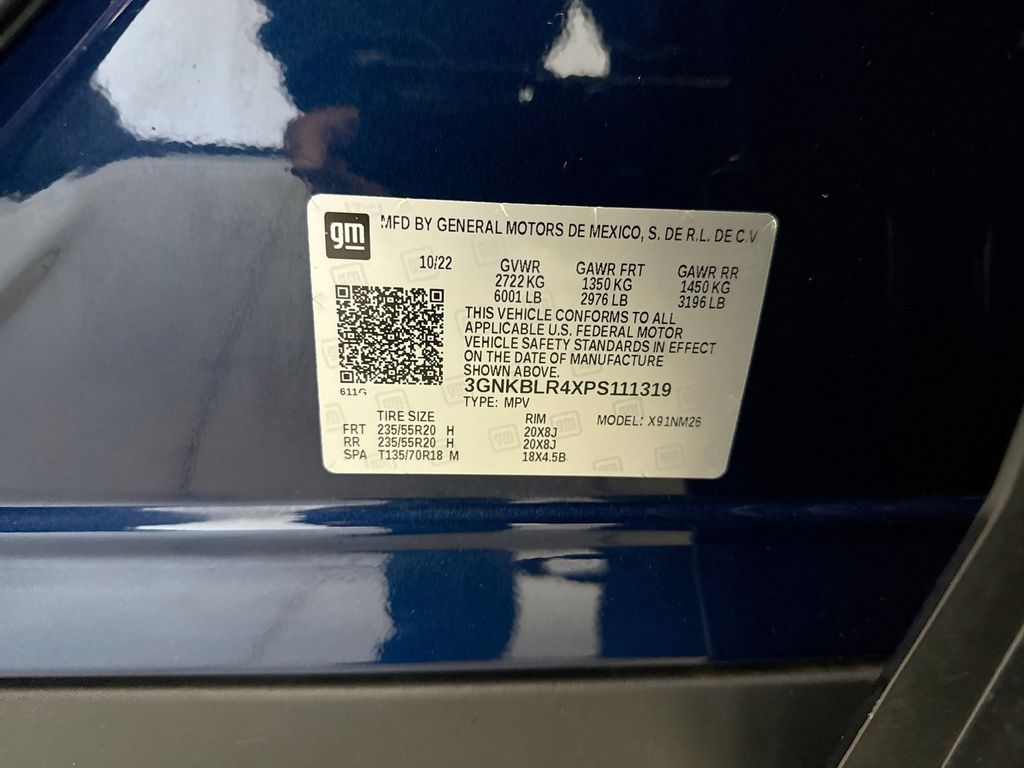 gm
MFD BY GENERAL MOTORS DE MEXICO, S. DE R.L. DE C.V
10/22 GVWR GAWR FRT GAWR RR
2722 KG 1350 KG 1450 KG
6001 LB 2976 LB 3196 LB
THIS VEHICLE CONFORMS TO ALL
APPLICABLE U.S. FEDERAL MOTOR
VEHICLE SAFETY STANDARDS IN EFFECT
ON THE DATE OF MANUFACTURE
SHOWN ABOVE.
3GNKBLR4XPS111319
611G
TYPE: MPV
TIRE SIZE RIM MODEL: X91NM26
FRT 235/55R20 H 20X8J
RR 235/55R20 H 20X8J
SPA T135/70R18 M 18X4.5B